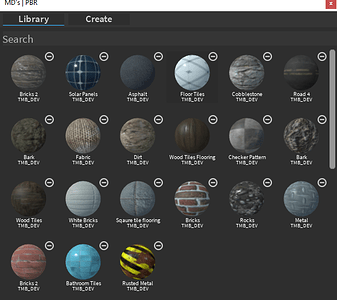 MD's | PBR
x
Library Create
Search
Bricks 2 Solar Panels Asphalt Floor Tiles Cobblestone Road 4
TMB_DEV TMB_DEV TMB_DEV TMB_DEV TMB_DEV TMB_DEV
Bark Fabric Dirt Wood Tiles Flooring Checker Pattern Bark
TMB_DEV TMB_DEV TMB_DEV TMB_DEV TMB_DEV TMB_DEV
Wood Tiles White Bricks Sqaure tile flooring Bricks Rocks Metal
TMB_DEV TMB_DEV TMB_DEV TMB_DEV TMB_DEV TMB_DEV
Bricks 2 Bathroom Tiles Rusted Metal
TMB_DEV TMB_DEV TMB_DEV